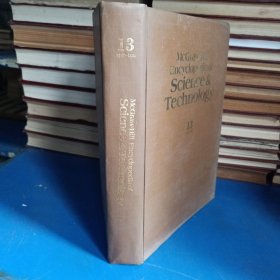 13
McGraw-Hill Encyclopedia of
Science & Technology
McGraw-Hill
Encyclopedia of
Science &
Technology
13